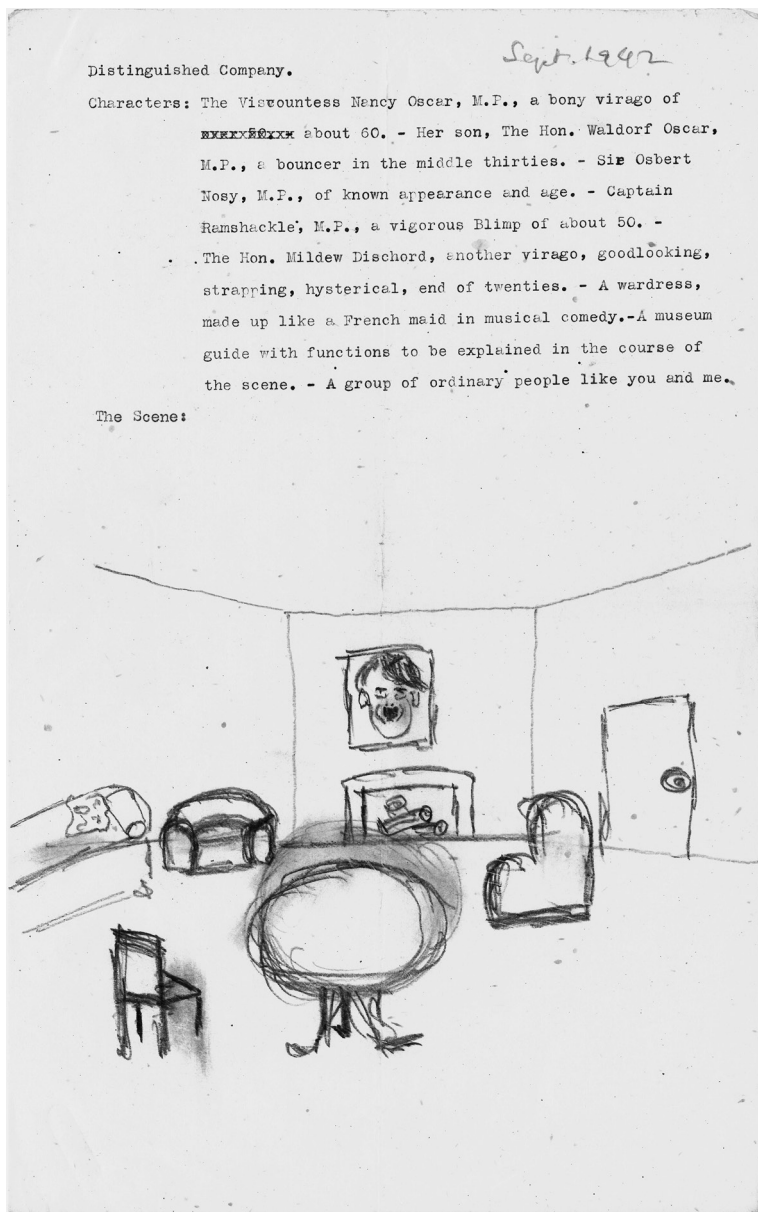 Sept. 1942
Distinguished Company.
Characters: The Viscountess Nancy Oscar, M.P., a bony virago of
about 60. - Her son, The Hon. Waldorf Oscar,
M.P., a bouncer in the middle thirties. - Sir Osbert
Nosy, M.P., of known appearance and age. - Captain
Ramshackle, M.P., a vigorous Blimp of about 50. -
The Hon. Mildew Dischord, another virago, goodlooking,
strapping, hysterical, end of twenties. - A wardress,
made up like a French maid in musical comedy.-A museum
guide with functions to be explained in the course of
the scene. - A group of ordinary people like you and me.
The Scene: